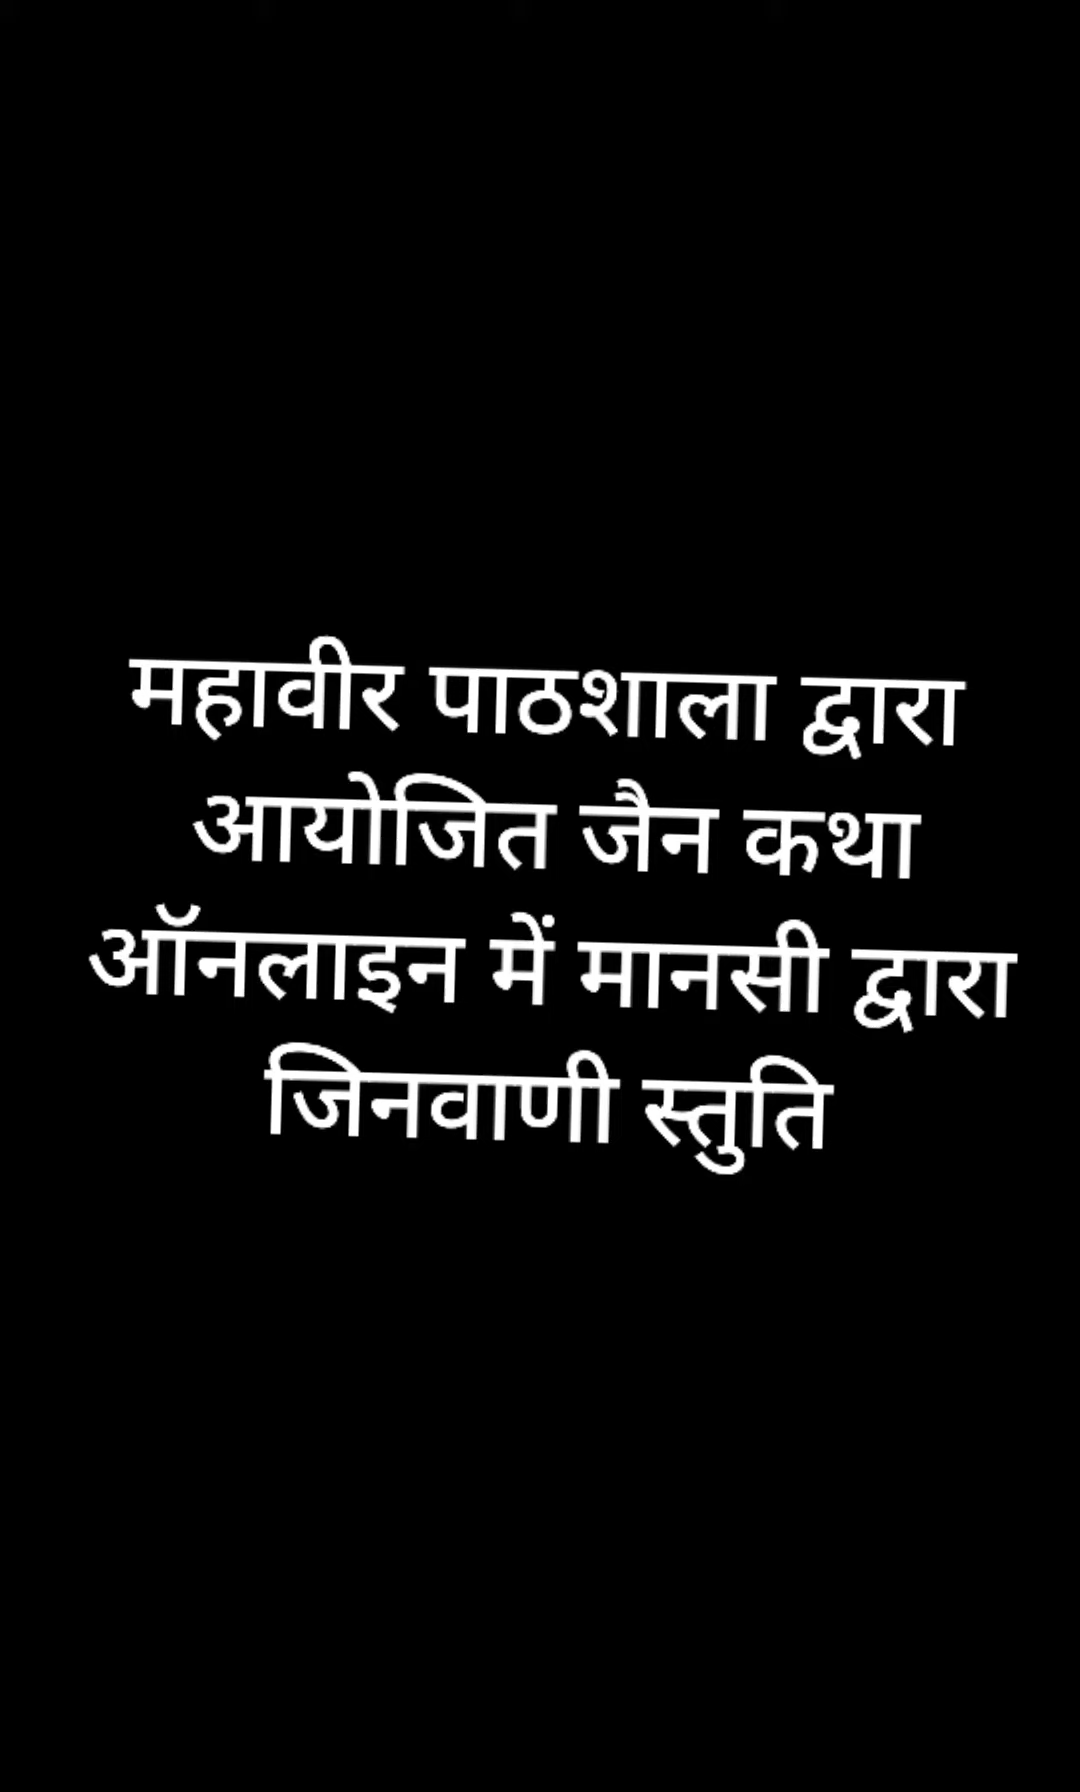 महावीर पाठशाला द्वारा
आयोजित जैन कथा
ऑनलाइन में मानसी द्वारा
जिनवाणी स्तुति